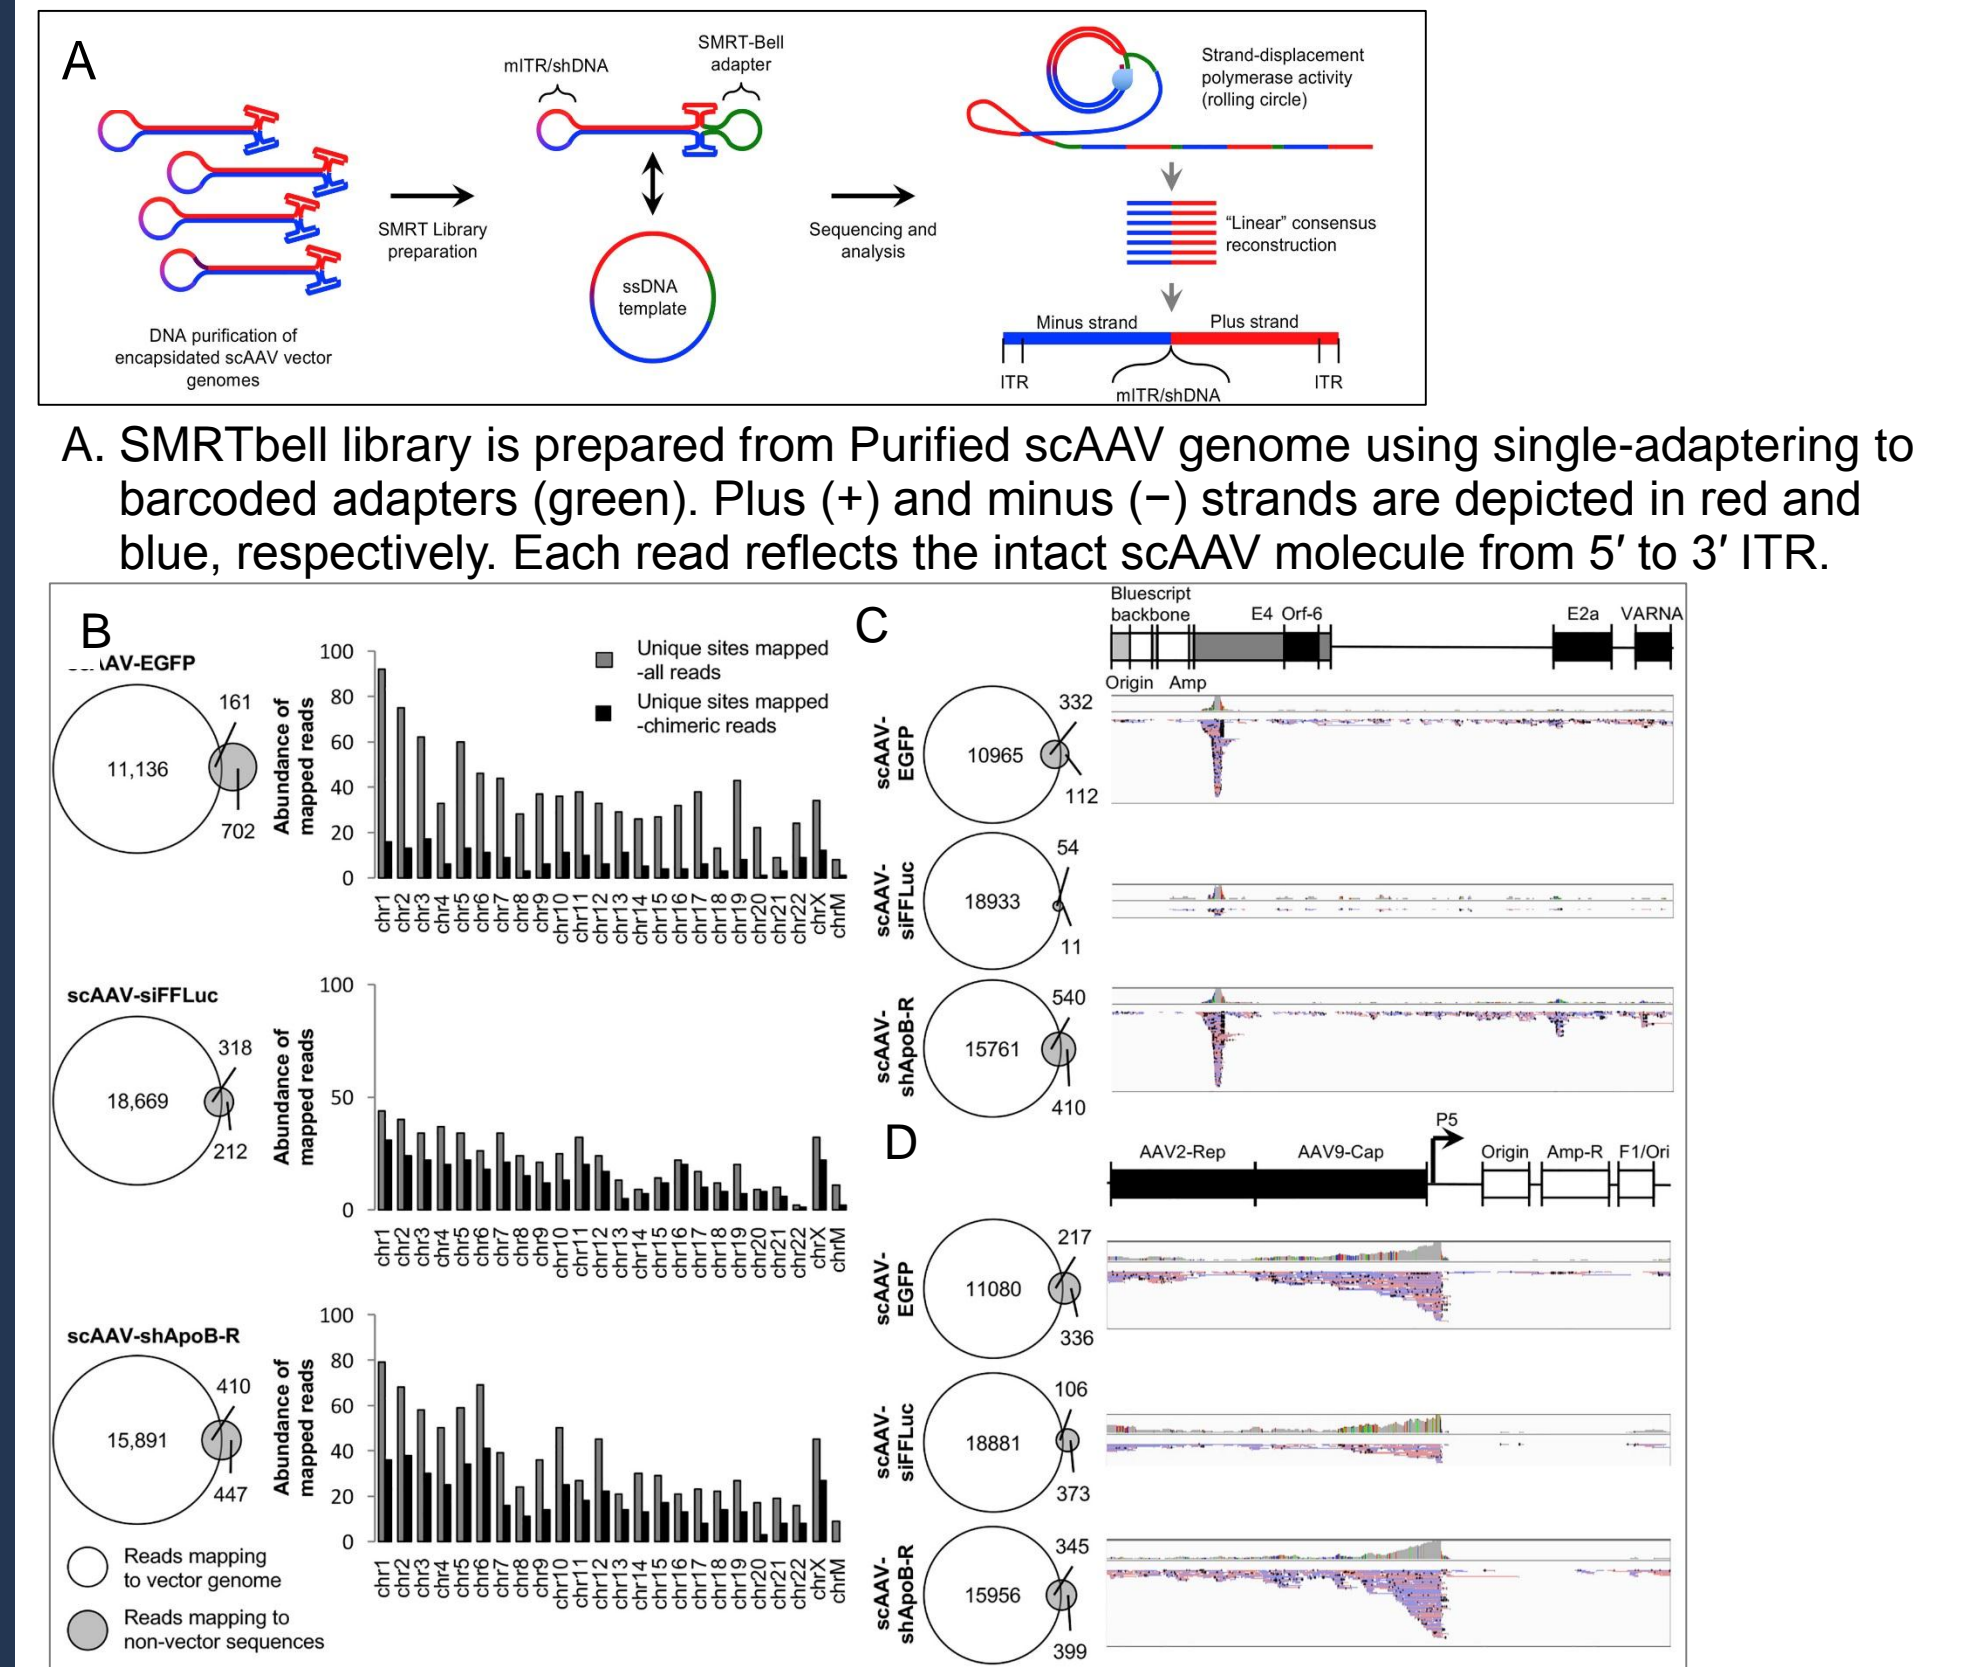 A
mITR/shDNA
SMRT-Bell
adapter
Strand-displacement
polymerase activity
(rolling circle)
SMRT Library
preparation
ssDNA
template
Sequencing and
analysis
"Linear" consensus
reconstruction
DNA purification of
encapsidated scAAV vector
genomes
Minus strand
Plus strand
ITR
mITR/shDNA
ITR
A. SMRTbell library is prepared from Purified scAAV genome using single-adaptering to
barcoded adapters (green). Plus (+) and minus (−) strands are depicted in red and
blue, respectively. Each read reflects the intact scAAV molecule from 5′ to 3′ ITR.
B
AAV-EGFP
11,136
161
702
Abundance of
mapped reads
100
80
60
40
20
0
Unique sites mapped
-all reads
Unique sites mapped
-chimeric reads
chr1 chr2 chr3 chr4 chr5 chr6 chr7 chr8 chr9 chr10 chr11 chr12 chr13 chr14 chr15 chr16 chr17 chr18 chr19 chr20 chr21 chr22 chrX chrM
scAAV-siFFLuc
18,669
318
212
Abundance of
mapped reads
100
50
0
chr1 chr2 chr3 chr4 chr5 chr6 chr7 chr8 chr9 chr10 chr11 chr12 chr13 chr14 chr15 chr16 chr17 chr18 chr19 chr20 chr21 chr22 chrX chrM
scAAV-shApoB-R
15,891
410
447
Abundance of
mapped reads
100
80
60
40
20
0
chr1 chr2 chr3 chr4 chr5 chr6 chr7 chr8 chr9 chr10 chr11 chr12 chr13 chr14 chr15 chr16 chr17 chr18 chr19 chr20 chr21 chr22 chrX chrM
Reads mapping
to vector genome
Reads mapping to
non-vector sequences
C
Bluescript
backbone
E4 Orf-6
E2a
VARNA
Origin
Amp
scAAV-
EGFP
10965
332
112
scAAV-
siFFLuc
18933
54
11
scAAV-
shApoB-R
15761
540
410
D
P5
AAV2-Rep
AAV9-Cap
Origin
Amp-R
F1/Ori
scAAV-
EGFP
11080
217
336
scAAV-
siFFLuc
18881
106
373
scAAV-
shApoB-R
15956
345
399